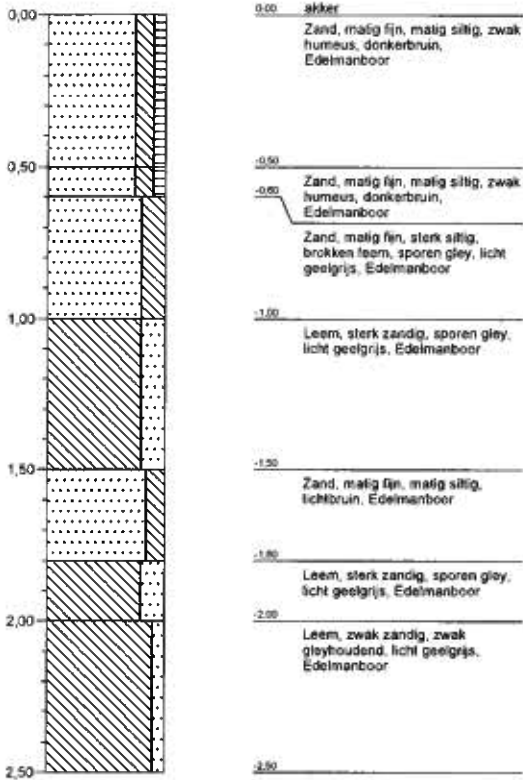 0,00
0,50
1,00
1,50
2,00
2,50
0.00 akker
Zand, matig fijn, matig siltig, zwak
humeus, donkerbruin,
Edelmanboor
-0.50
Zand, matig fijn, matig siltig, zwak
humeus, donkerbruin,
Edelmanboor
-0.60
Zand, matig fijn, sterk siltig,
brokken leem, sporen gley, licht
geelgrijs, Edelmanboor
-1.00
Leem, sterk zandig, sporen gley,
licht geelgrijs, Edelmanboor
-1.50
Zand, matig fijn, matig siltig,
lichtbruin, Edelmanboor
-1.80
Leem, sterk zandig, sporen gley,
licht geelgrijs, Edelmanboor
-2.00
Leem, zwak zandig, zwak
gleyhoudend, licht geelgrijs,
Edelmanboor
-2.50